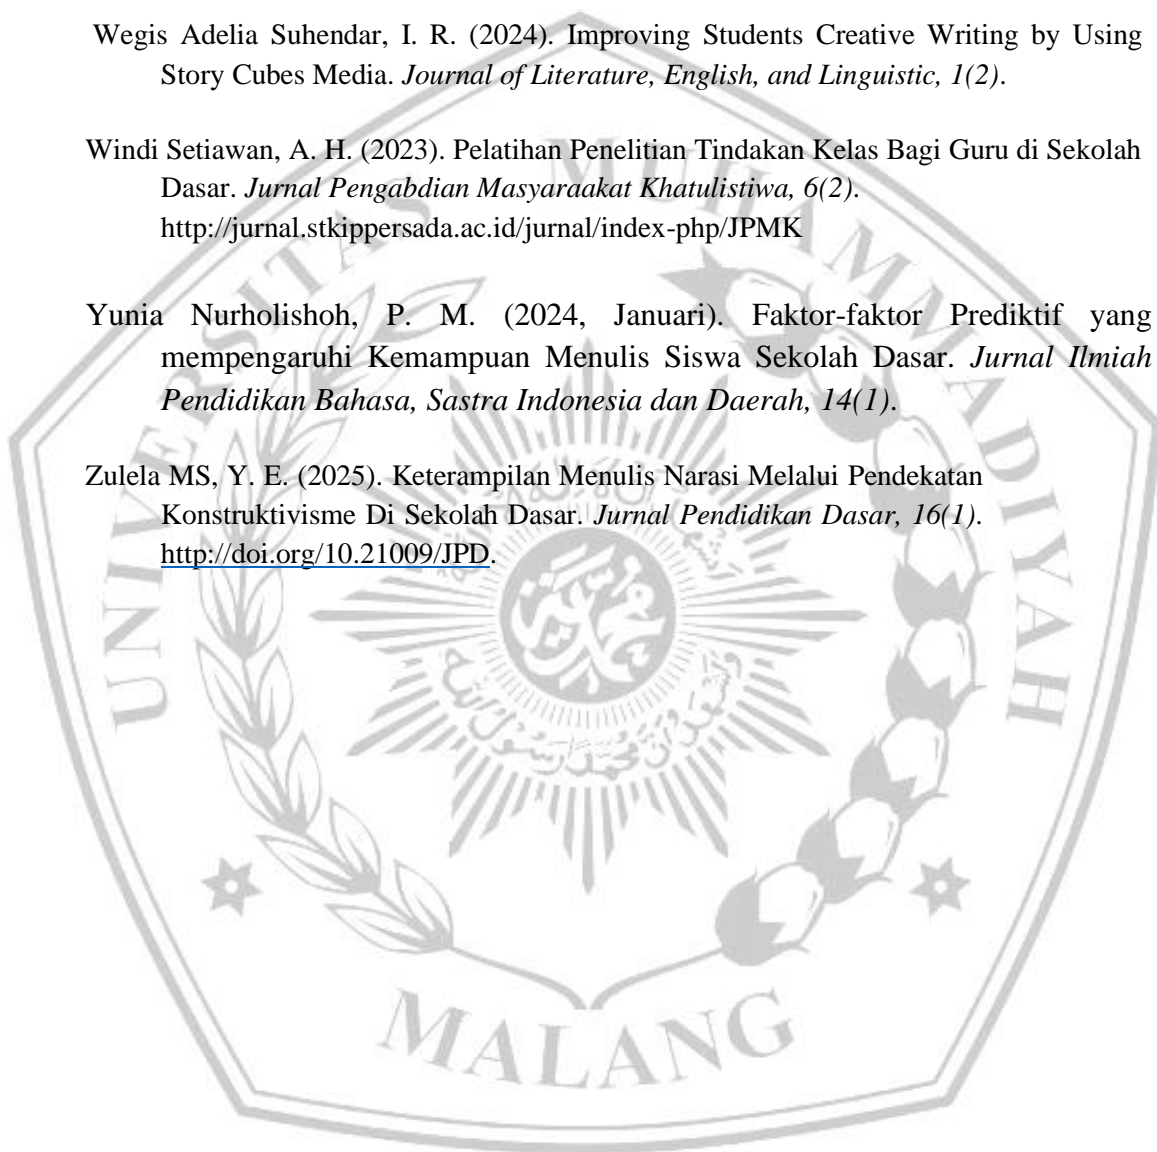 Wegis Adelia Suhendar, I. R. (2024). Improving Students Creative Writing by Using
Story Cubes Media. Journal of Literature, English, and Linguistic, 1(2).
Windi Setiawan, A. H. (2023). Pelatihan Penelitian Tindakan Kelas Bagi Guru di Sekolah
Dasar. Jurnal Pengabdian Masyaraakat Khatulistiwa, 6(2).
http://jurnal.stkippersada.ac.id/jurnal/index-php/JPMK
Yunia Nurholishoh, P. M. (2024, Januari). Faktor-faktor Prediktif yang
mempengaruhi Kemampuan Menulis Siswa Sekolah Dasar. Jurnal Ilmiah
Pendidikan Bahasa, Sastra Indonesia dan Daerah, 14(1).
Zulela MS, Y. E. (2025). Keterampilan Menulis Narasi Melalui Pendekatan
Konstruktivisme Di Sekolah Dasar. Jurnal Pendidikan Dasar, 16(1).
http://doi.org/10.21009/JPD.
UNIVERSITAS MUHAMMADIYAH
MALANG